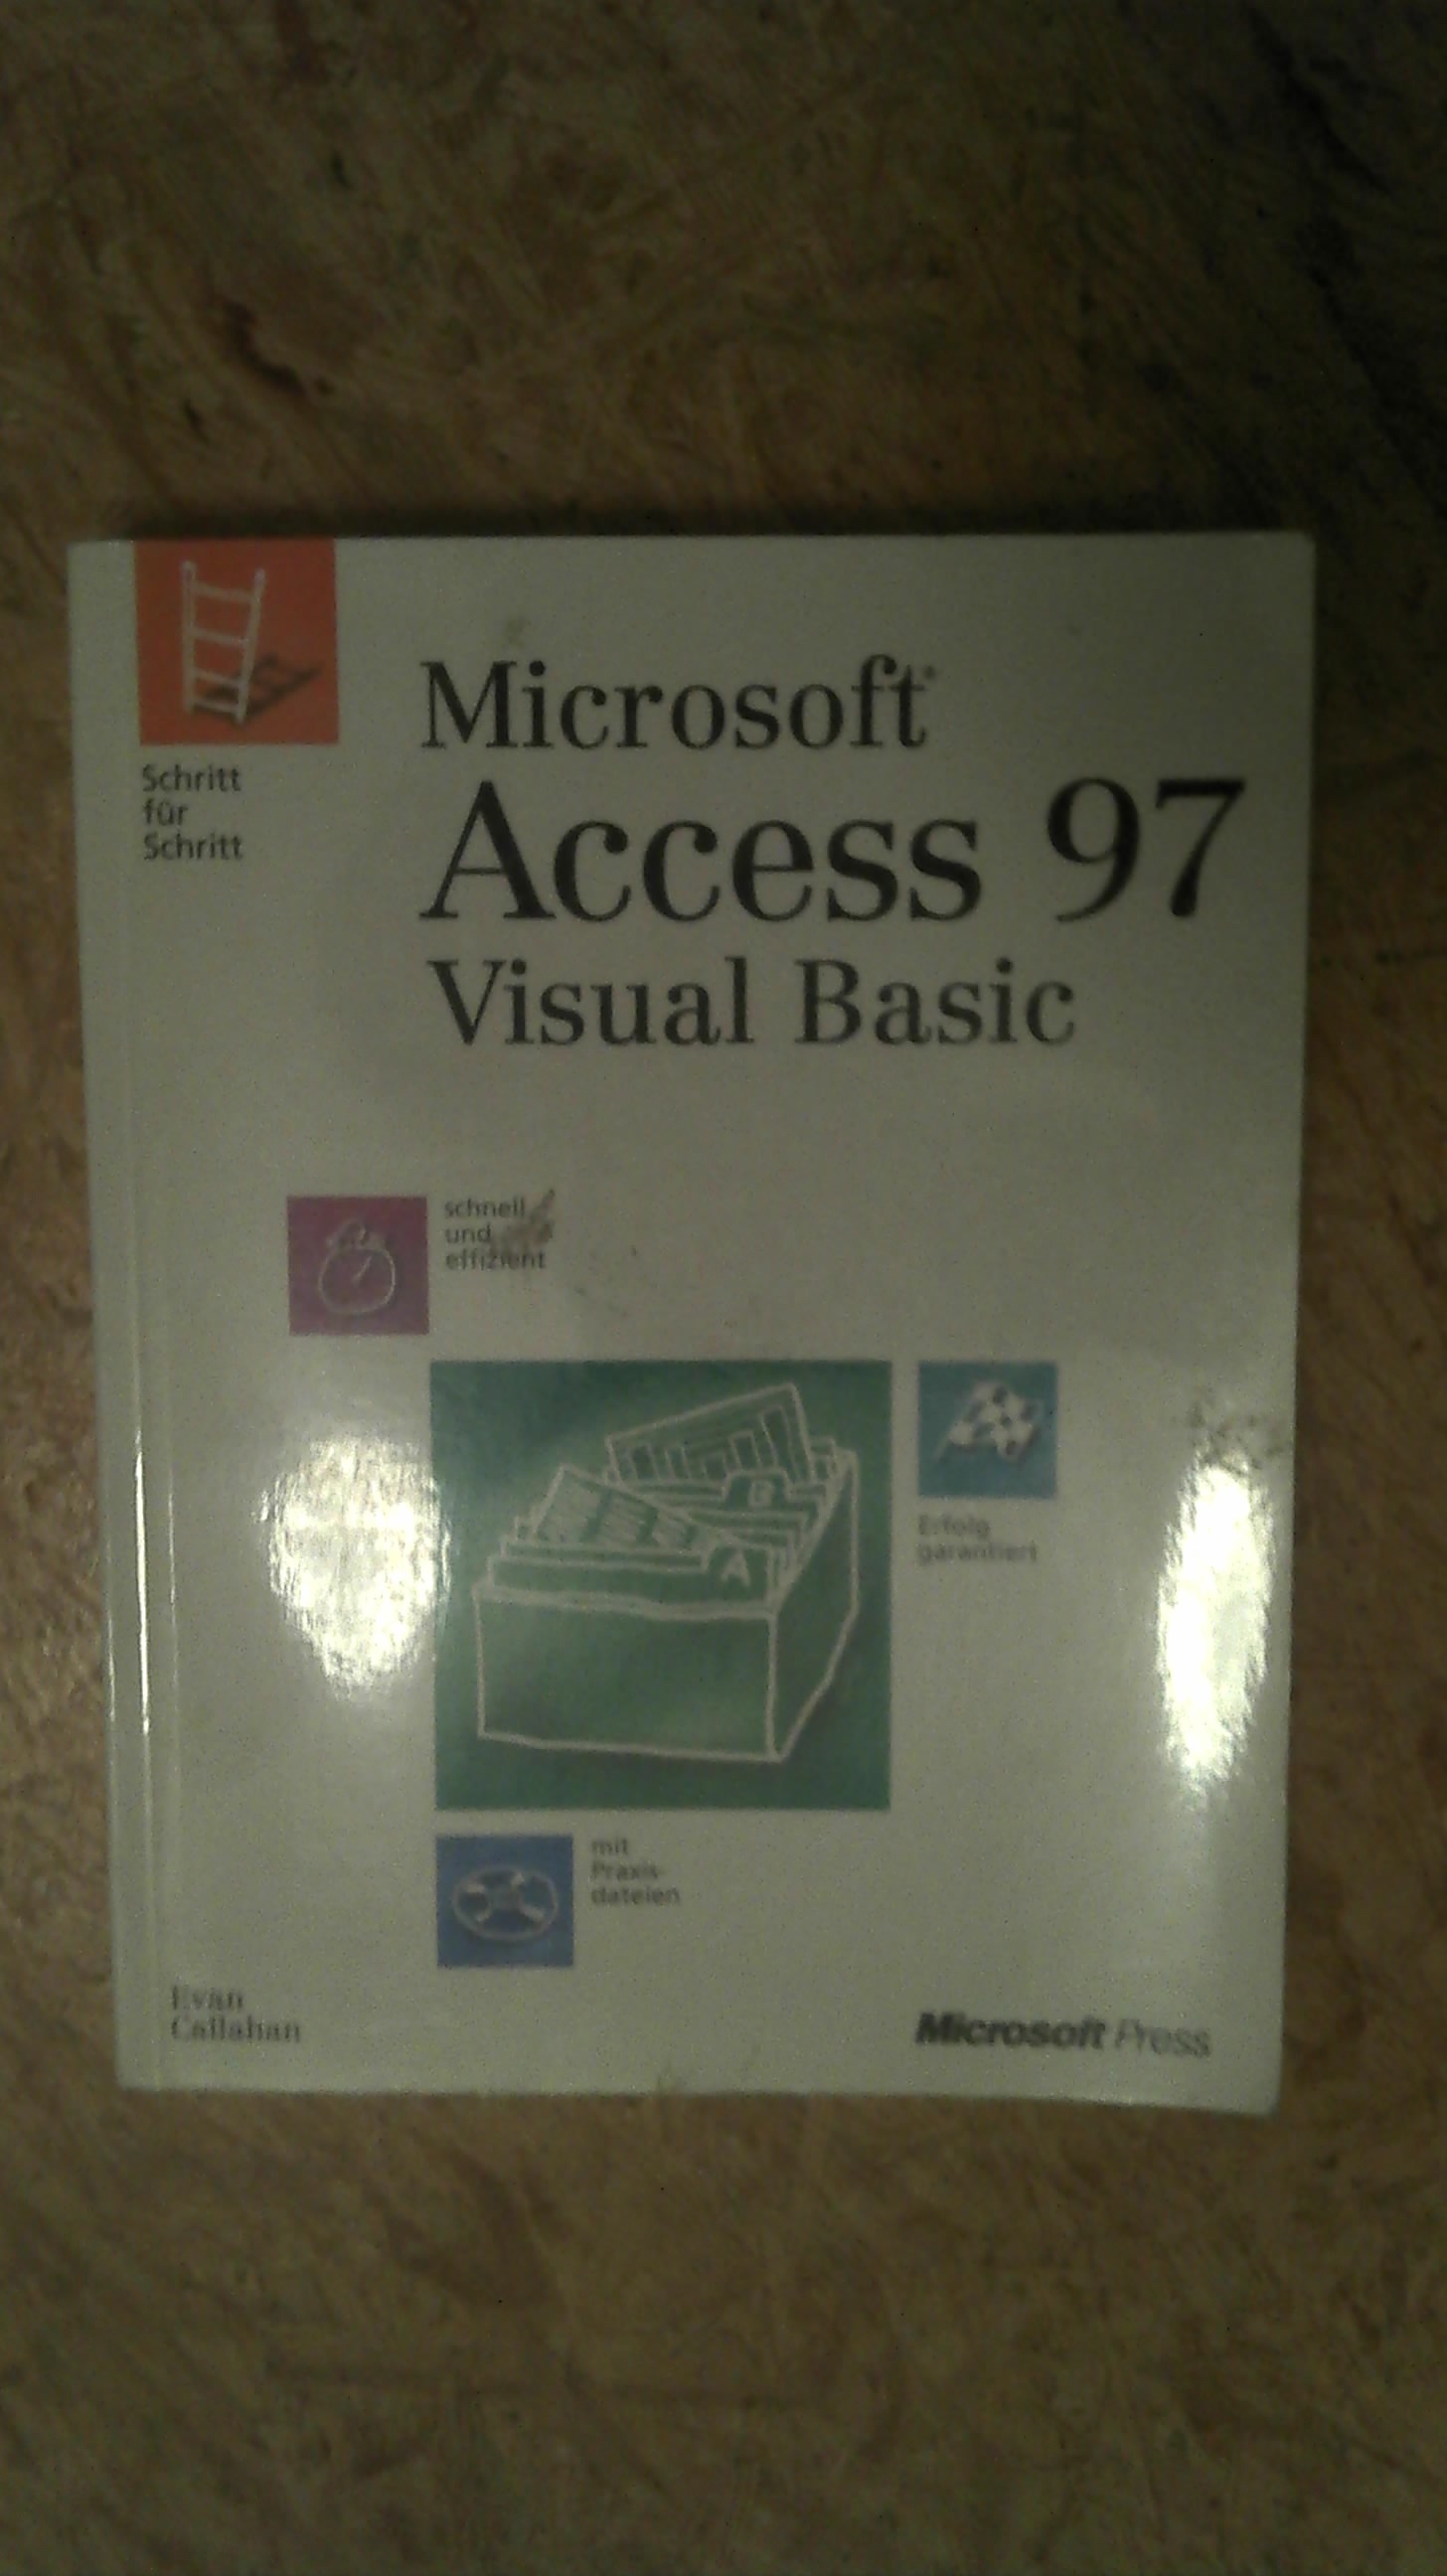 Schritt
für
Schritt
Microsoft®
Access 97
Visual Basic
schnell
und
effizient
B
A
Erfolg
garantiert
mit
Praxis-
dateien
Evan
Callahan
Microsoft Press